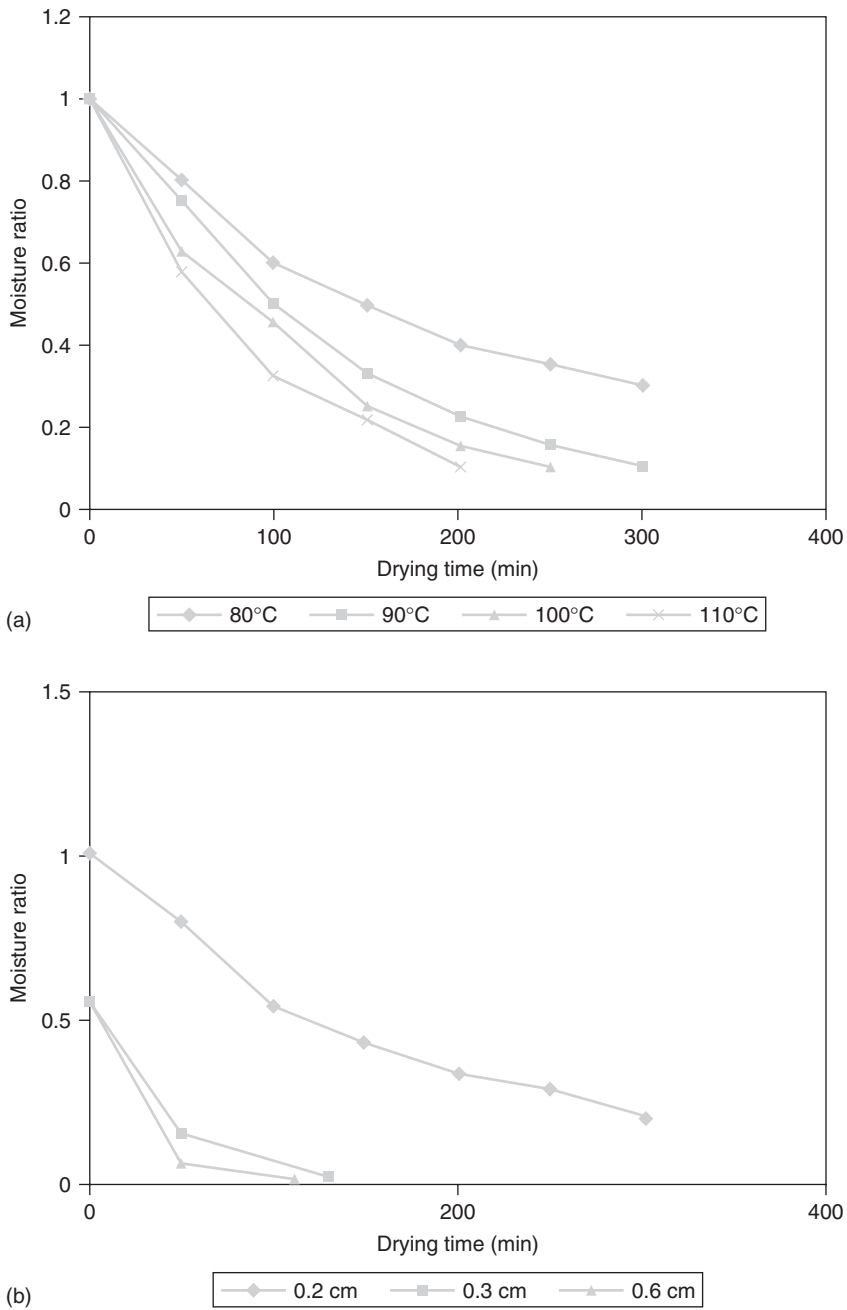 1.2
1
0.8
0.6
0.4
0.2
0
Moisture ratio
0 100 200 300 400
Drying time (min)
(a) 80°C 90°C 100°C 110°C
1.5
1
0.5
0
Moisture ratio
0 200 400
Drying time (min)
(b) 0.2 cm 0.3 cm 0.6 cm